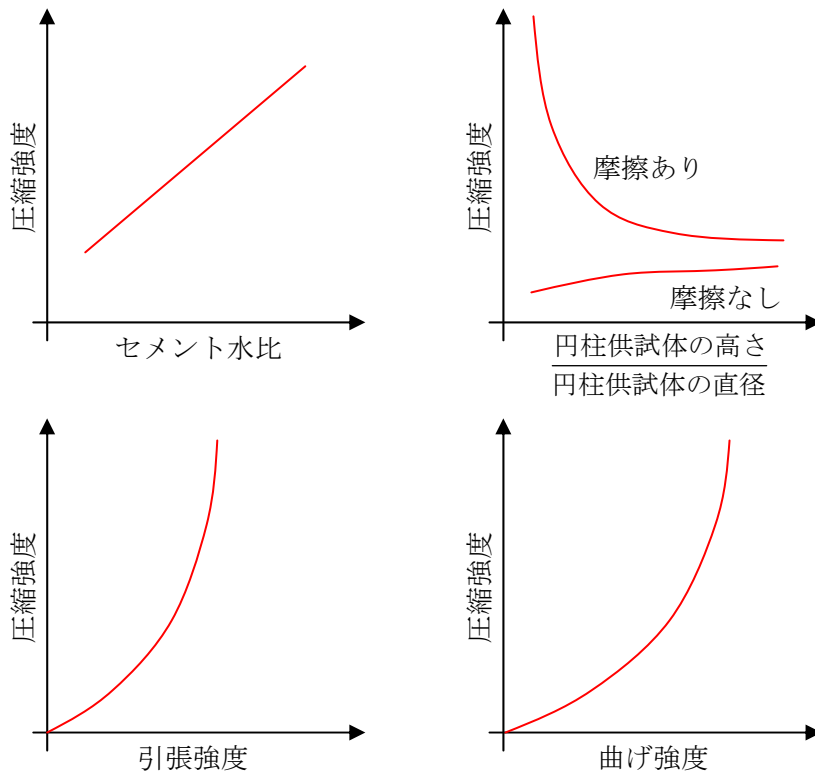 圧縮強度
セメント水比
圧縮強度
摩擦あり
摩擦なし
円柱供試体の高さ
円柱供試体の直径
圧縮強度
引張強度
圧縮強度
曲げ強度